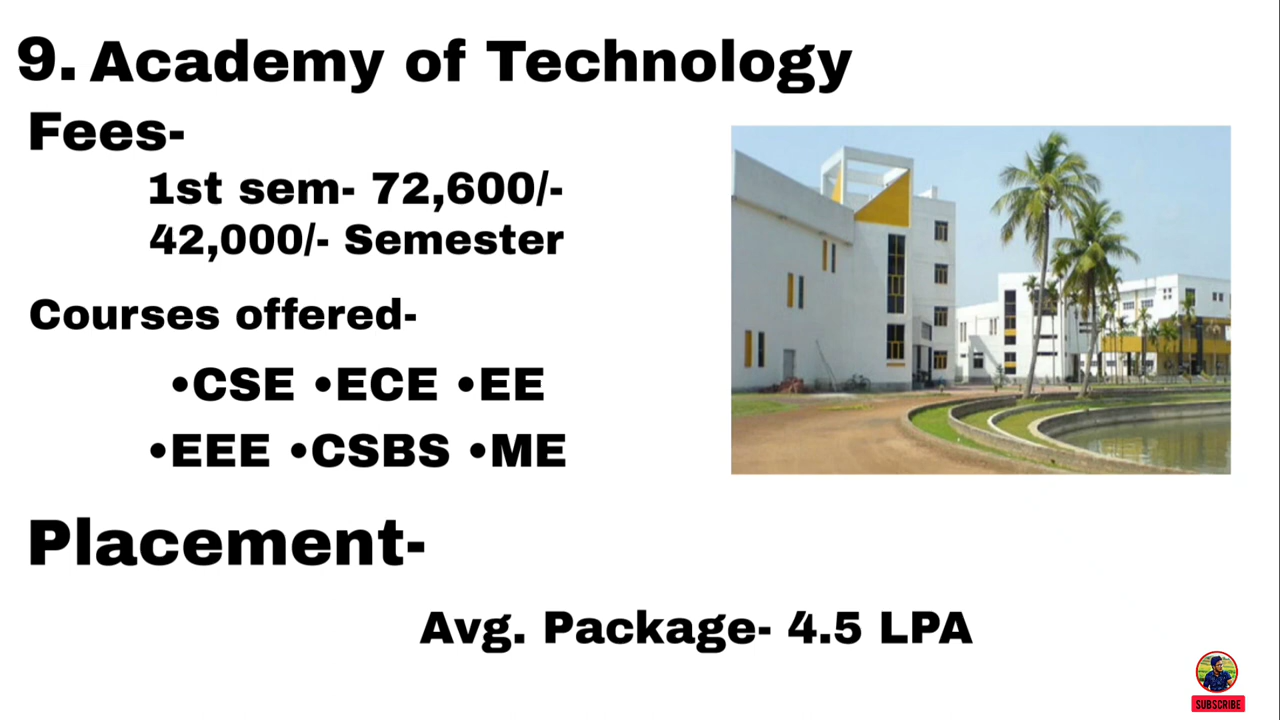 9. Academy of Technology
Fees-
1st sem- 72,600/-
42,000/- Semester
Courses offered-
•CSE •ECE •EE
•EEE •CSBS •ME
Placement-
Avg. Package- 4.5 LPA
SUBSCRIBE